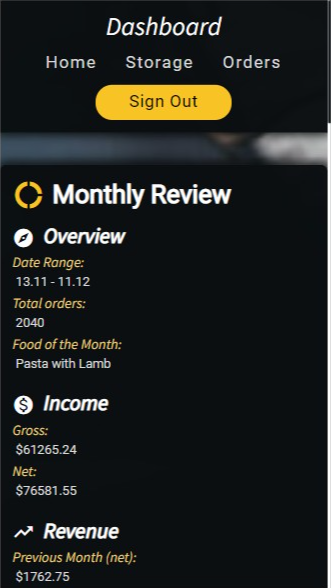 Dashboard
Home Storage Orders
Sign Out
Monthly Review
Overview
Date Range:
13.11 - 11.12
Total orders:
2040
Food of the Month:
Pasta with Lamb
Income
Gross:
$61265.24
Net:
$76581.55
Revenue
Previous Month (net):
$1762.75